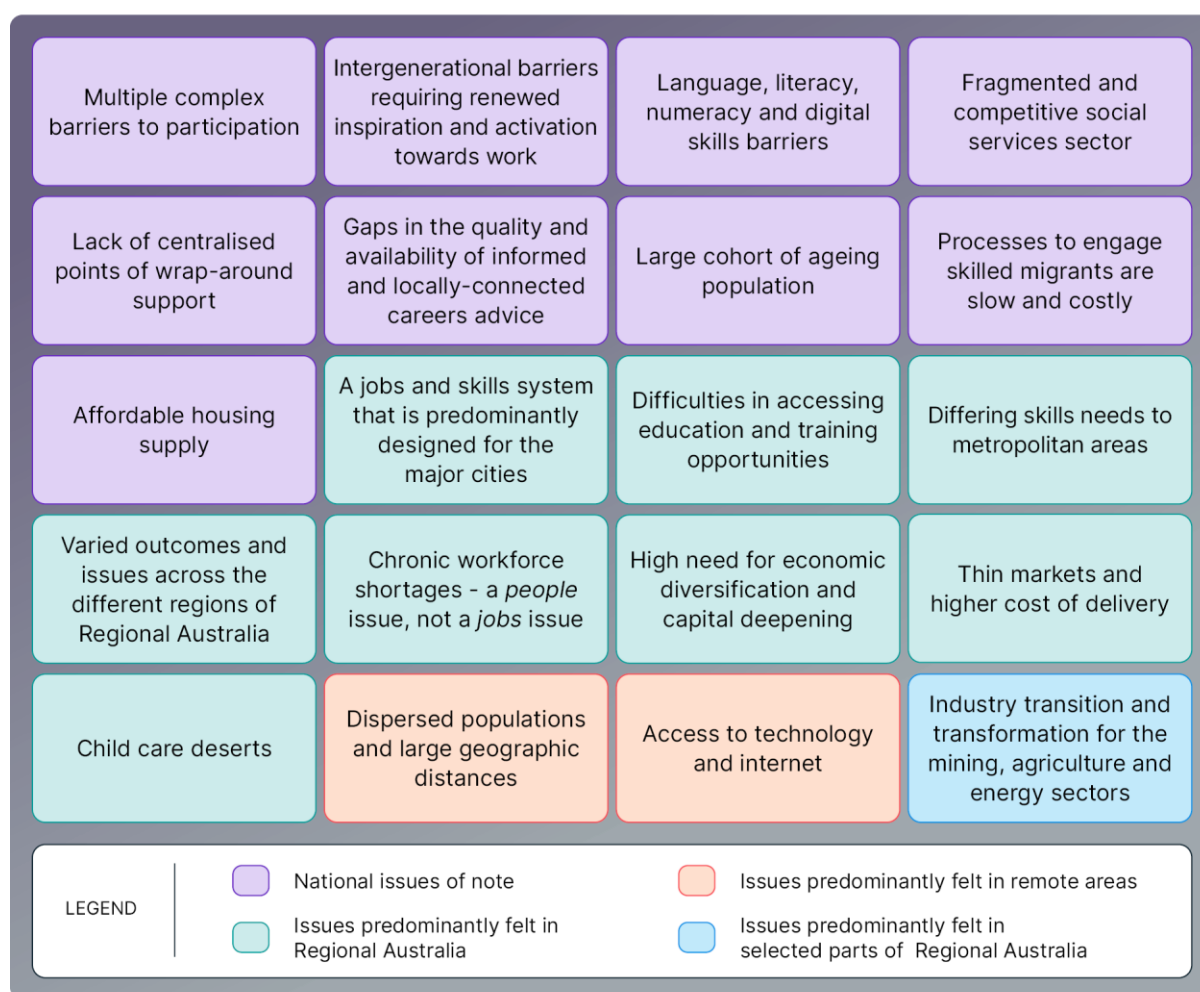 Multiple complex
barriers to participation
Intergenerational barriers
requiring renewed
inspiration and activation
towards work
Language, literacy,
numeracy and digital
skills barriers
Fragmented and
competitive social
services sector
Lack of centralised
points of wrap-around
support
Gaps in the quality and
availability of informed
and locally-connected
careers advice
Large cohort of ageing
population
Processes to engage
skilled migrants are
slow and costly
Affordable housing
supply
A jobs and skills system
that is predominantly
designed for the
major cities
Difficulties in accessing
education and training
opportunities
Differing skills needs to
metropolitan areas
Varied outcomes and
issues across the
different regions of
Regional Australia
Chronic workforce
shortages - a people
issue, not a jobs issue
High need for economic
diversification and
capital deepening
Thin markets and
higher cost of delivery
Child care deserts
Dispersed populations
and large geographic
distances
Access to technology
and internet
Industry transition and
transformation for the
mining, agriculture and
energy sectors
LEGEND
National issues of note
Issues predominantly felt in
Regional Australia
Issues predominantly felt in remote areas
Issues predominantly felt in
selected parts of Regional Australia